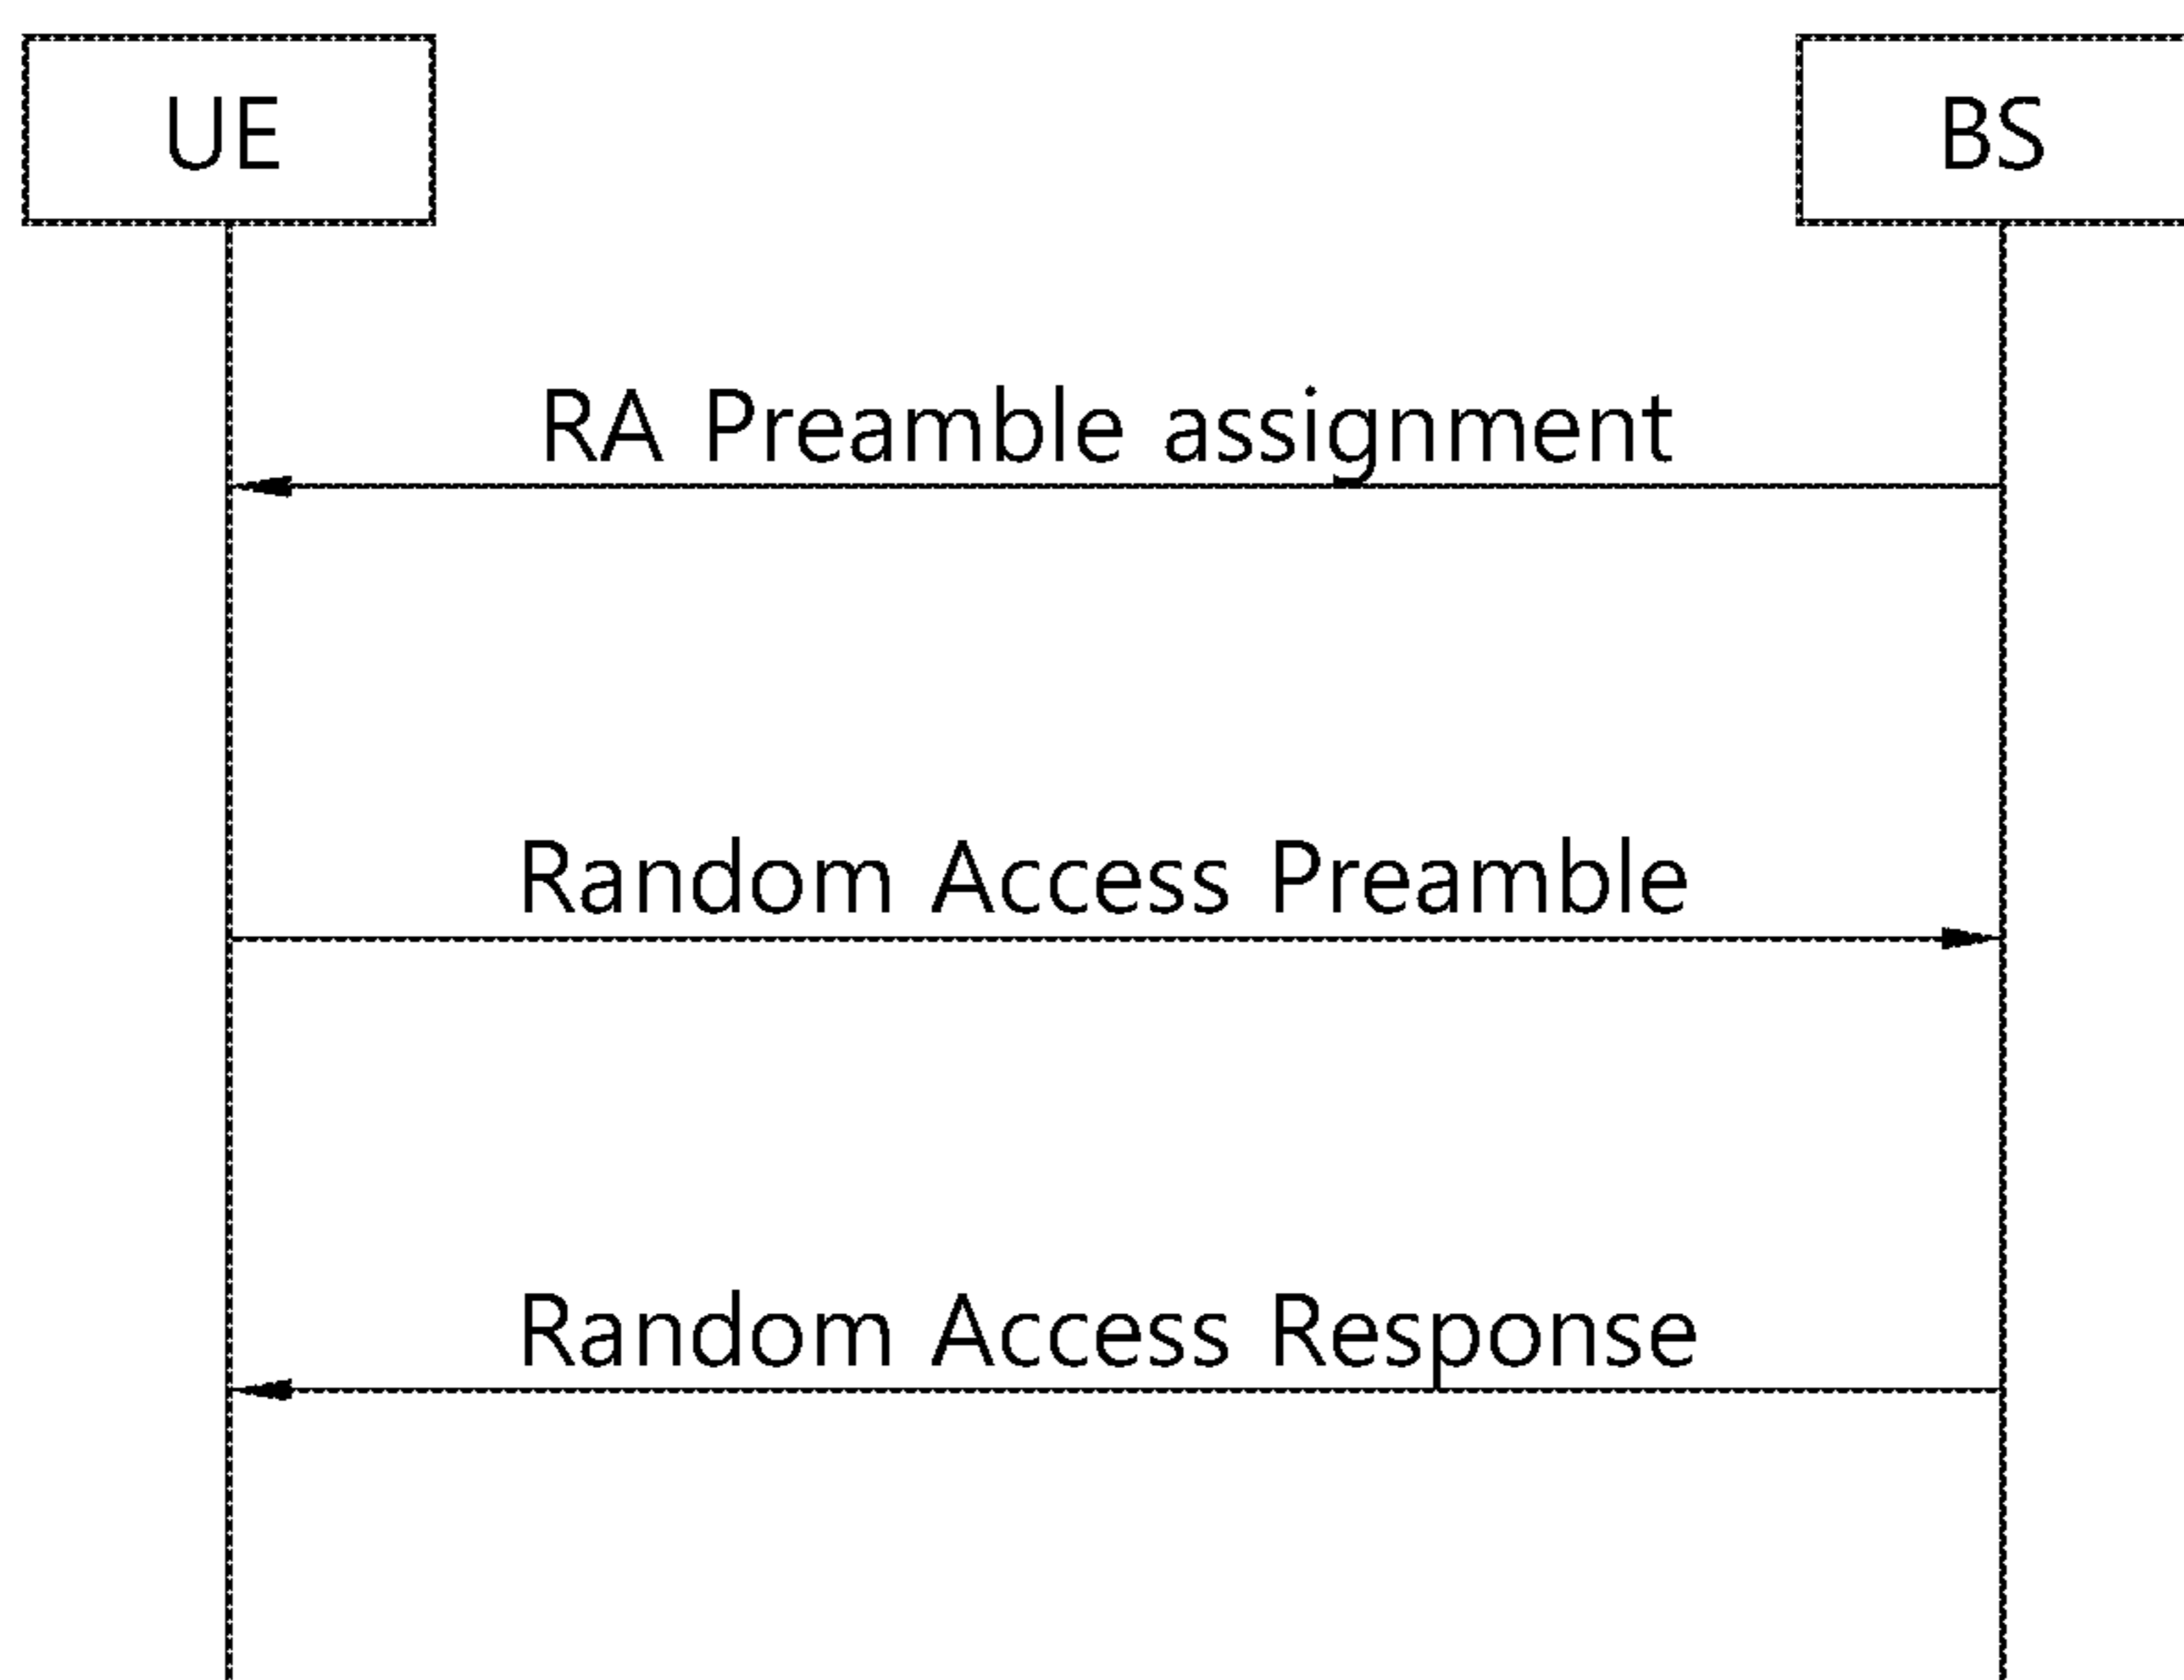 UE
BS
RA Preamble assignment
Random Access Preamble
Random Access Response